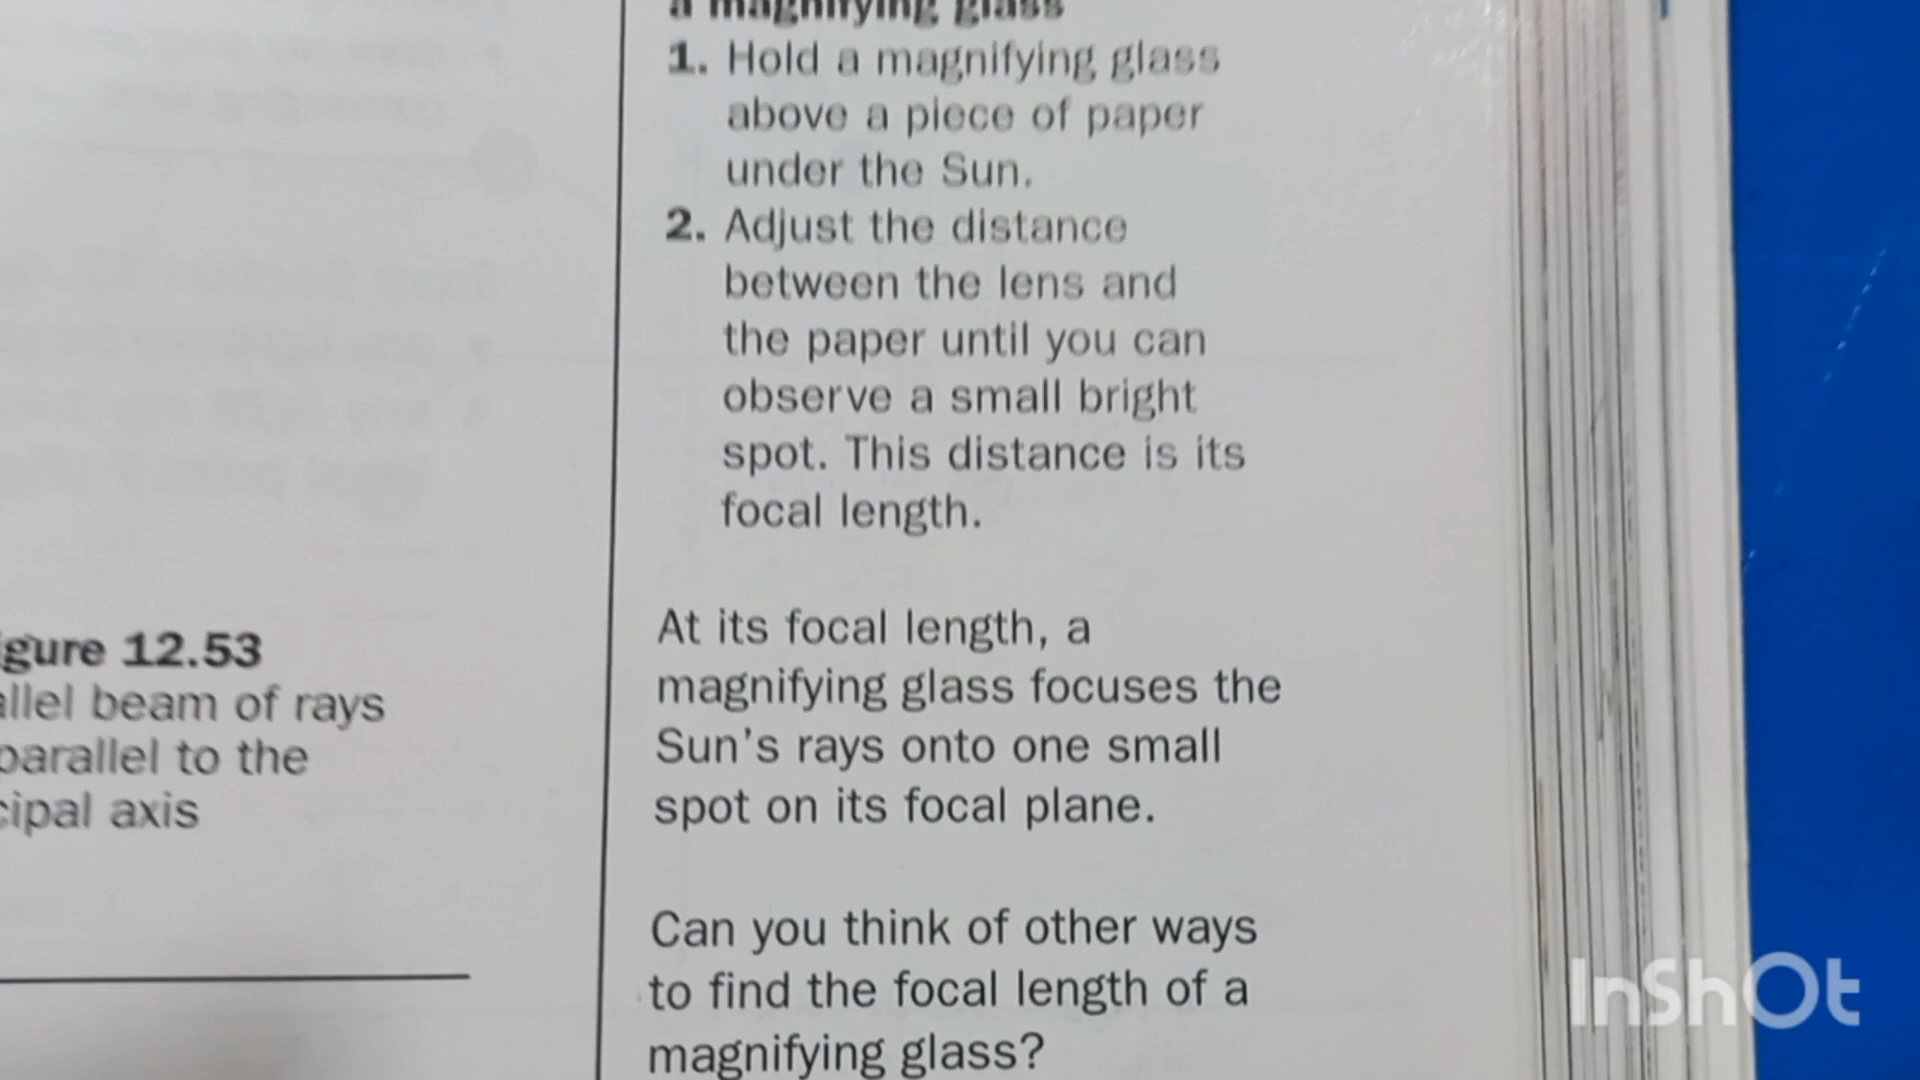 a magnifying glass
1. Hold a magnifying glass
above a piece of paper
under the Sun.
2. Adjust the distance
between the lens and
the paper until you can
observe a small bright
spot. This distance is its
focal length.
At its focal length, a
magnifying glass focuses the
Sun's rays onto one small
spot on its focal plane.
Can you think of other ways
to find the focal length of a
magnifying glass?
igure 12.53
allel beam of rays
parallel to the
cipal axis
InShOt